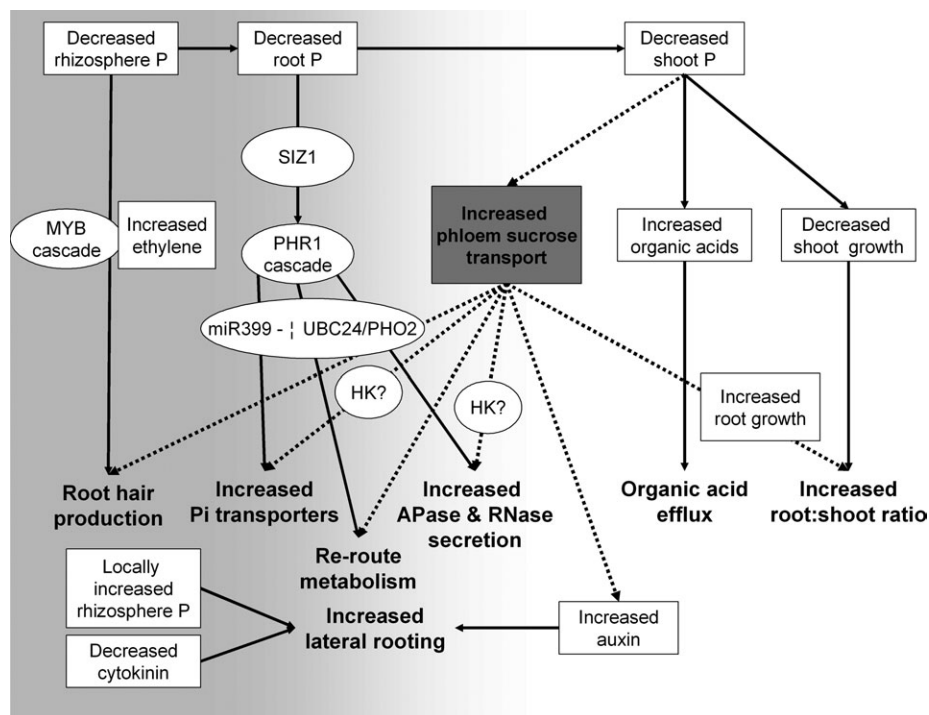 Decreased
rhizosphere P
Decreased
root P
Decreased
shoot P
SIZ1
MYB
cascade
Increased
ethylene
PHR1
cascade
Increased
phloem sucrose
transport
Increased
organic acids
Decreased
shoot growth
miR399 - ¦ UBC24/PHO2
HK?
HK?
Increased
root growth
Root hair
production
Increased
Pi transporters
Increased
APase & RNase
secretion
Organic acid
efflux
Increased
root:shoot ratio
Re-route
metabolism
Locally
increased
rhizosphere P
Increased
lateral rooting
Increased
auxin
Decreased
cytokinin